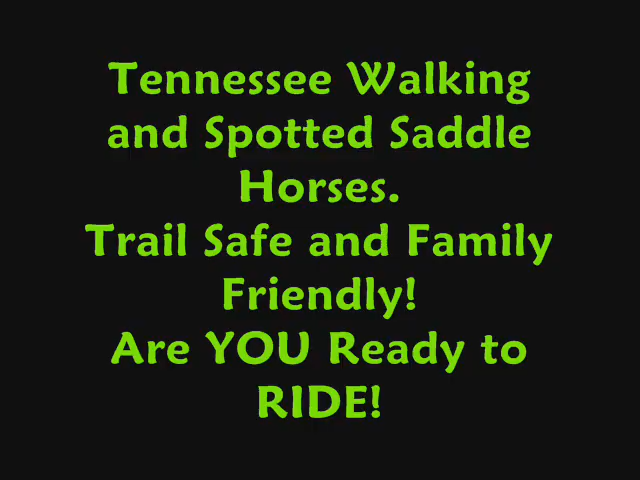 Tennessee Walking
and Spotted Saddle
Horses.
Trail Safe and Family
Friendly!
Are YOU Ready to
RIDE!